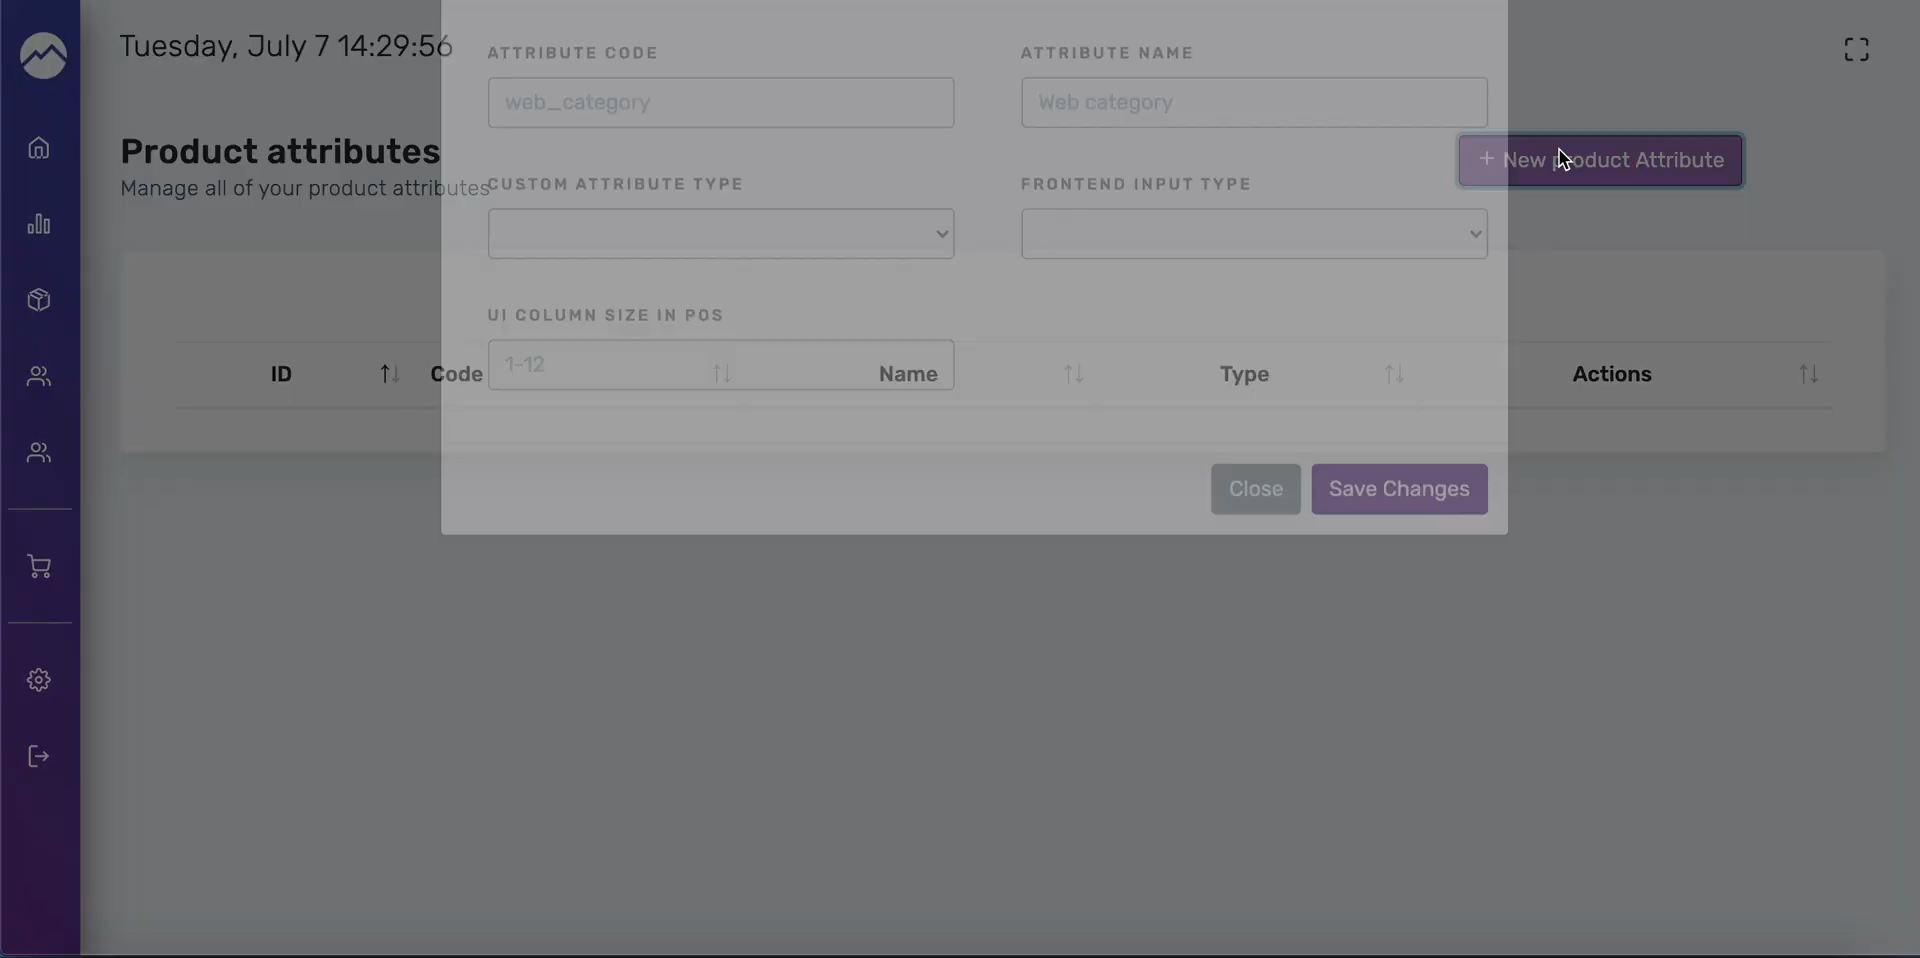 Tuesday, July 7 14:29:56
ATTRIBUTE CODE
ATTRIBUTE NAME
web_category
Web category
Product attributes
+ New product Attribute
Manage all of your product attributes
CUSTOM ATTRIBUTE TYPE
FRONTEND INPUT TYPE
UI COLUMN SIZE IN POS
1-12
ID
Code
Name
Type
Actions
Close
Save Changes